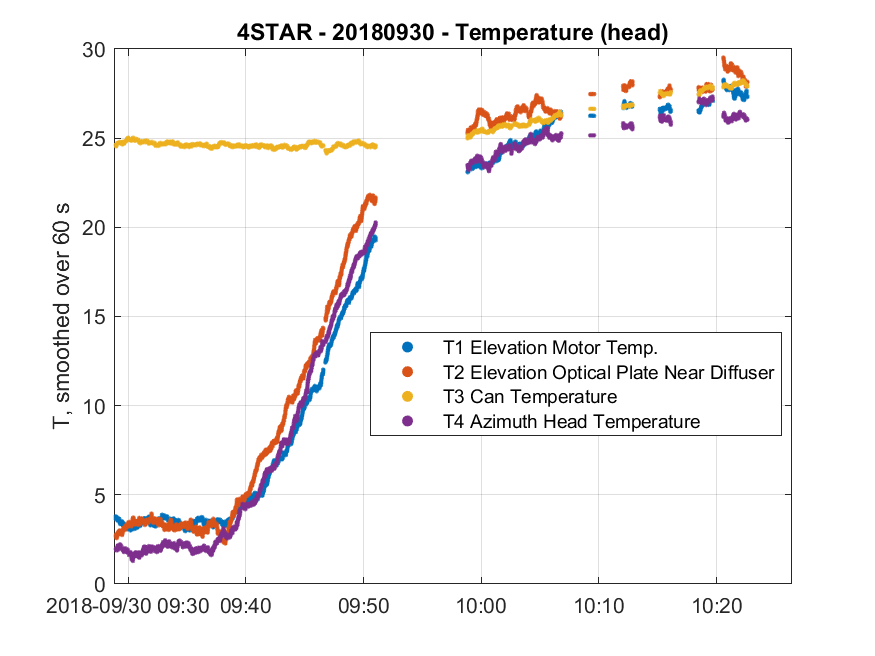 4STAR - 20180930 - Temperature (head)
T, smoothed over 60 s
30
25
20
15
10
5
0
T1 Elevation Motor Temp.
T2 Elevation Optical Plate Near Diffuser
T3 Can Temperature
T4 Azimuth Head Temperature
2018-09/30 09:30 09:40 09:50 10:00 10:10 10:20